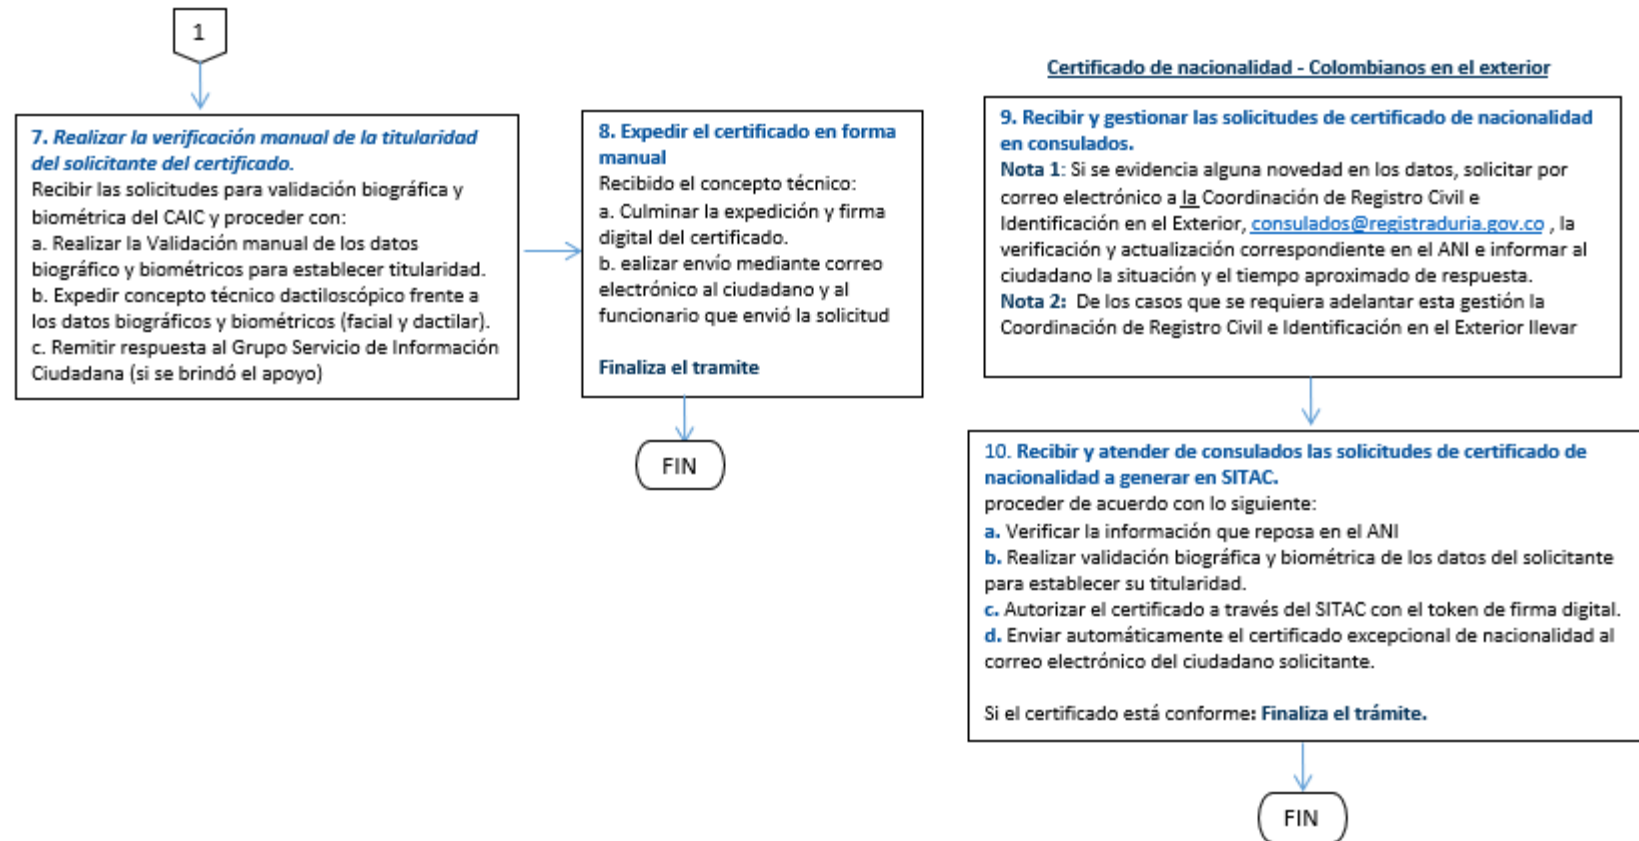 1
7. Realizar la verificación manual de la titularidad
del solicitante del certificado.
Recibir las solicitudes para validación biográfica y
biométrica del CAIC y proceder con:
a. Realizar la Validación manual de los datos
biográfico y biométricos para establecer titularidad.
b. Expedir concepto técnico dactiloscópico frente a
los datos biográficos y biométricos (facial y dactilar).
c. Remitir respuesta al Grupo Servicio de Información
Ciudadana (si se brindó el apoyo)
8. Expedir el certificado en forma
manual
Recibido el concepto técnico:
a. Culminar la expedición y firma
digital del certificado.
b. ealizar envío mediante correo
electrónico al ciudadano y al
funcionario que envió la solicitud
Finaliza el tramite
FIN
Certificado de nacionalidad - Colombianos en el exterior
9. Recibir y gestionar las solicitudes de certificado de nacionalidad
en consulados.
Nota 1: Si se evidencia alguna novedad en los datos, solicitar por
correo electrónico a la Coordinación de Registro Civil e
Identificación en el Exterior, consulados@registraduria.gov.co , la
verificación y actualización correspondiente en el ANI e informar al
ciudadano la situación y el tiempo aproximado de respuesta.
Nota 2: De los casos que se requiera adelantar esta gestión la
Coordinación de Registro Civil e Identificación en el Exterior llevar
10. Recibir y atender de consulados las solicitudes de certificado de
nacionalidad a generar en SITAC.
proceder de acuerdo con lo siguiente:
a. Verificar la información que reposa en el ANI
b. Realizar validación biográfica y biométrica de los datos del solicitante
para establecer su titularidad.
c. Autorizar el certificado a través del SITAC con el token de firma digital.
d. Enviar automáticamente el certificado excepcional de nacionalidad al
correo electrónico del ciudadano solicitante.
Si el certificado está conforme: Finaliza el trámite.
FIN